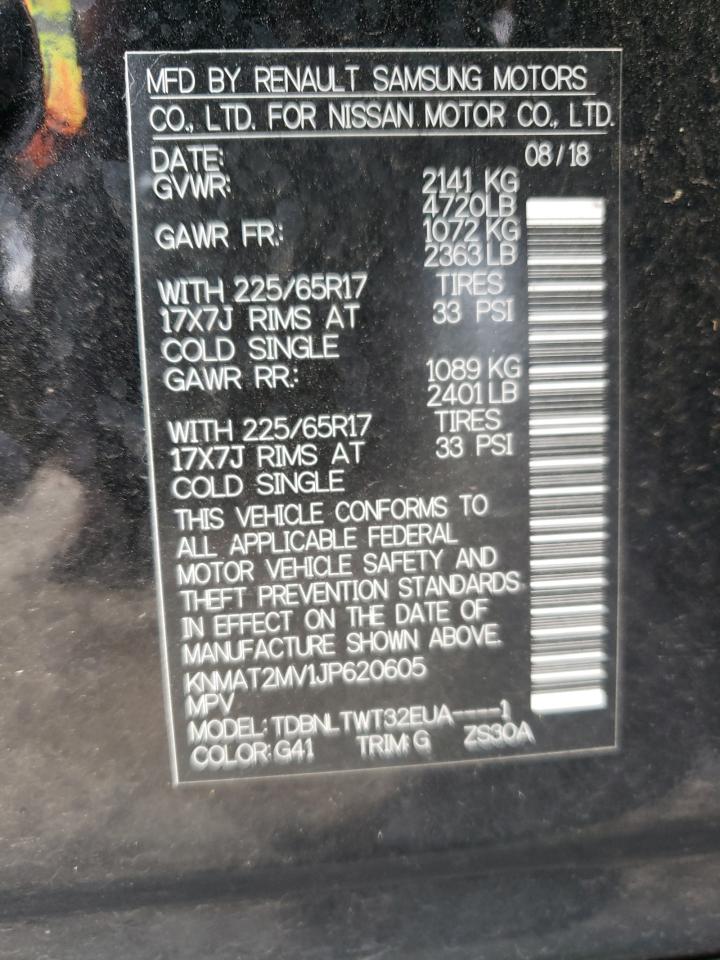 MFD BY RENAULT SAMSUNG MOTORS
CO., LTD. FOR NISSAN MOTOR CO., LTD.
DATE: 08/18
GVWR: 2141 KG
4720LB
GAWR FR.: 1072 KG
2363LB
WITH 225/65R17 TIRES
17X7J RIMS AT 33 PSI
COLD SINGLE
GAWR RR.: 1089 KG
2401LB
WITH 225/65R17 TIRES
17X7J RIMS AT 33 PSI
COLD SINGLE
THIS VEHICLE CONFORMS TO
ALL APPLICABLE FEDERAL
MOTOR VEHICLE SAFETY AND
THEFT PREVENTION STANDARDS
IN EFFECT ON THE DATE OF
MANUFACTURE SHOWN ABOVE.
KNMAT2MV1JP620605
MPV
MODEL: TDBNLTWT32EUA----1
COLOR: G41 TRIM: G ZS30A